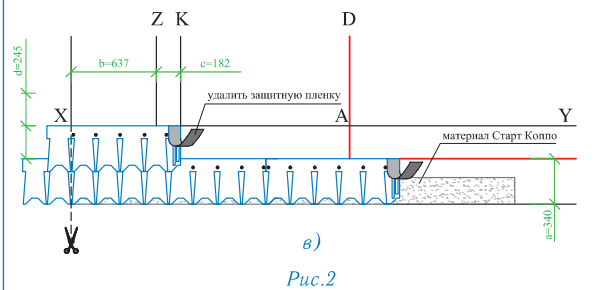 Z K D
b=637 c=182
d=245
удалить защитную пленку
X A Y
материал Старт Коппо
a=340
в)
Рис.2